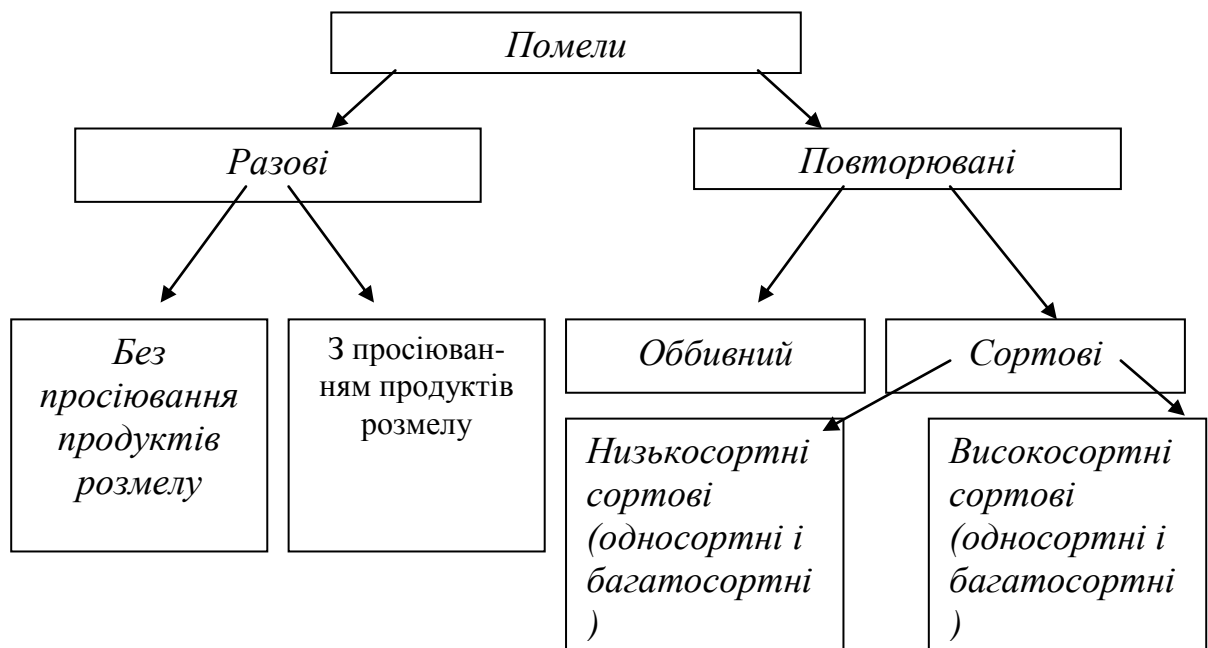 Помели
Разові
Повторювані
Без
просіювання
продуктів
розмелу
З просіюван-
ням продуктів
розмелу
Оббивний
Сортові
Низькосортні
сортові
(односортні і
багатосортні
)
Високосортні
сортові
(односортні і
багатосортні
)